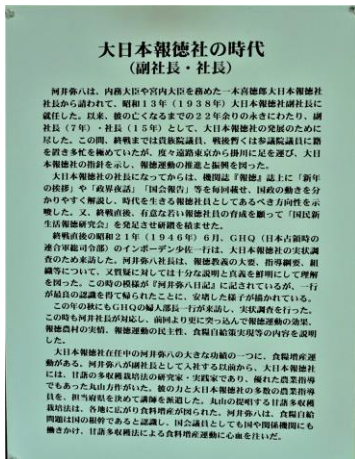 大日本報徳社の時代
（副社長・社長）
河井弥八は、内務大臣や宮内大臣を務めた一木喜徳郎大日本報徳社
社長から請われて、昭和13年（1938年）大日本報徳社副社長に
就任した。以来、彼の亡くなるまでの22年余りの永きにわたり、副
社長（7年）・社長（15年）として、大日本報徳社の発展のために
尽した。この間、終戦までは貴族院議員、戦後暫くは参議院議員に籍
を置き多忙を極めていたが、度々遠路東京から掛川に足を運び、大日
本報徳社の指針を示し、報徳運動の推進と振興を図った。
大日本報徳社の社長になってからは、機関誌『報徳』誌上に「新年
の挨拶」や「政界夜話」「国会報告」等を毎回載せ、国政の動きを分
かりやすく解説し、時代を生きる報徳社員としてあるべき方向性を示
唆した。又、終戦直後、有意な若い報徳社員の育成を願って「国民新
生活報徳研究会」を発足させ研鑽を積ませた。
終戦直後の昭和21年（1946年）6月、GHQ（日本占領時の
連合軍総司令部）のインボーデン少佐一行は、大日本報徳社の実状調
査のため来訪した。河井弥八社長は、報徳教義の大要、指導綱要、組
織等について、又質疑に対しては十分な説明と真義を鮮明にして理解
を図った。この時の模様が『河井弥八日記』に記されているが、一行
が最良の認識を得て帰られたことに、安堵した様子が描かれている。
この年の秋にもGHQの婦人部長一行が来訪し、実状調査を行った。
この時も河井社長が対応し、前回より更に突っ込んで報徳運動の効果、
報徳農村の実情、報徳運動の民主性、食糧自給策実現等の内容を説明
した。
大日本報徳社在任中の河井弥八の大きな功績の一つに、食糧増産運
動がある。河井弥八が副社長として入社する以前から、大日本報徳社
には、甘藷の多収穫栽培法の研究家・実践家であり、優れた農業指導
でもあった丸山方作がいた。彼の力と大日本報徳社の多数の農業指導
員を、担当府県を決めて講師を派遣した。丸山の提唱する甘藷多収穫
栽培法は、各地に広がり食料増産が図られた。河井弥八は、食糧自給
問題は国の根幹であると認識し、国会議員としても国や関係機関にも
働きかけ、甘藷多収穫法による食料増産運動に心血を注いだ。